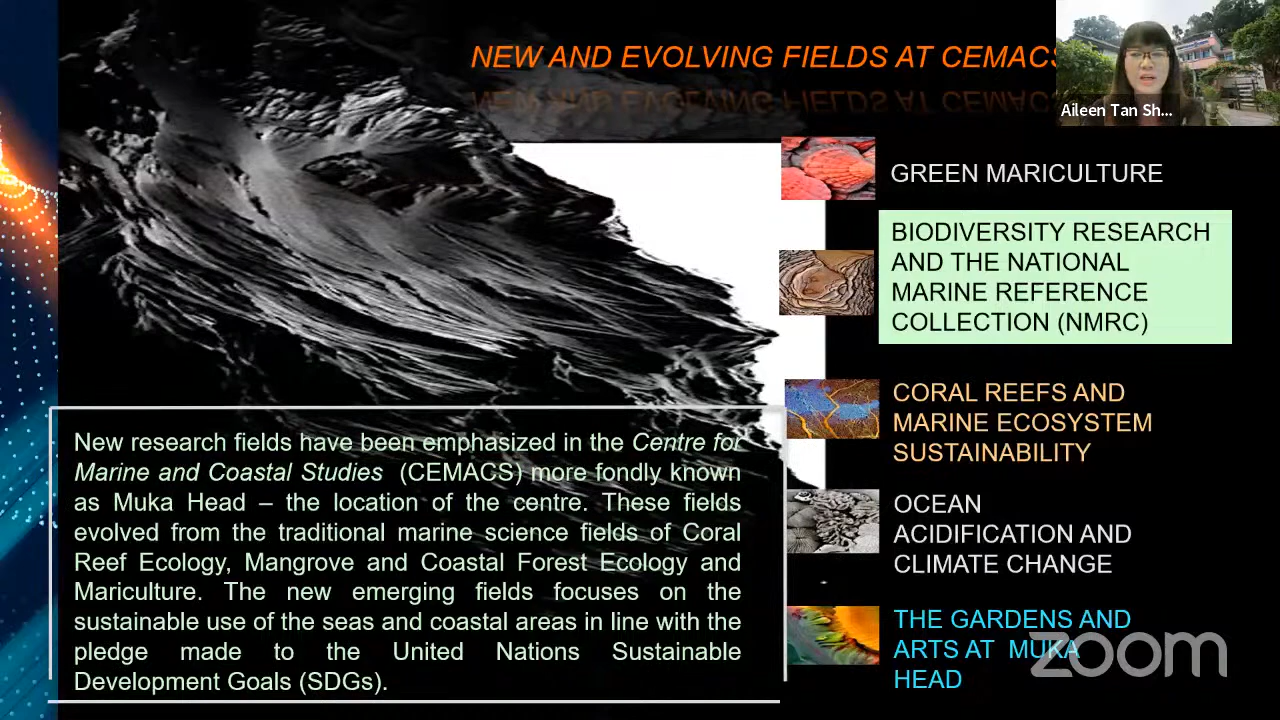 NEW AND EVOLVING FIELDS AT CEMACS
Aileen Tan Sh...
GREEN MARICULTURE
BIODIVERSITY RESEARCH
AND THE NATIONAL
MARINE REFERENCE
COLLECTION (NMRC)
CORAL REEFS AND
MARINE ECOSYSTEM
SUSTAINABILITY
OCEAN
ACIDIFICATION AND
CLIMATE CHANGE
THE GARDENS AND
ARTS AT MUKA
HEAD
New research fields have been emphasized in the Centre for
Marine and Coastal Studies (CEMACS) more fondly known
as Muka Head – the location of the centre. These fields
evolved from the traditional marine science fields of Coral
Reef Ecology, Mangrove and Coastal Forest Ecology and
Mariculture. The new emerging fields focuses on the
sustainable use of the seas and coastal areas in line with the
pledge made to the United Nations Sustainable
Development Goals (SDGs).
zoom